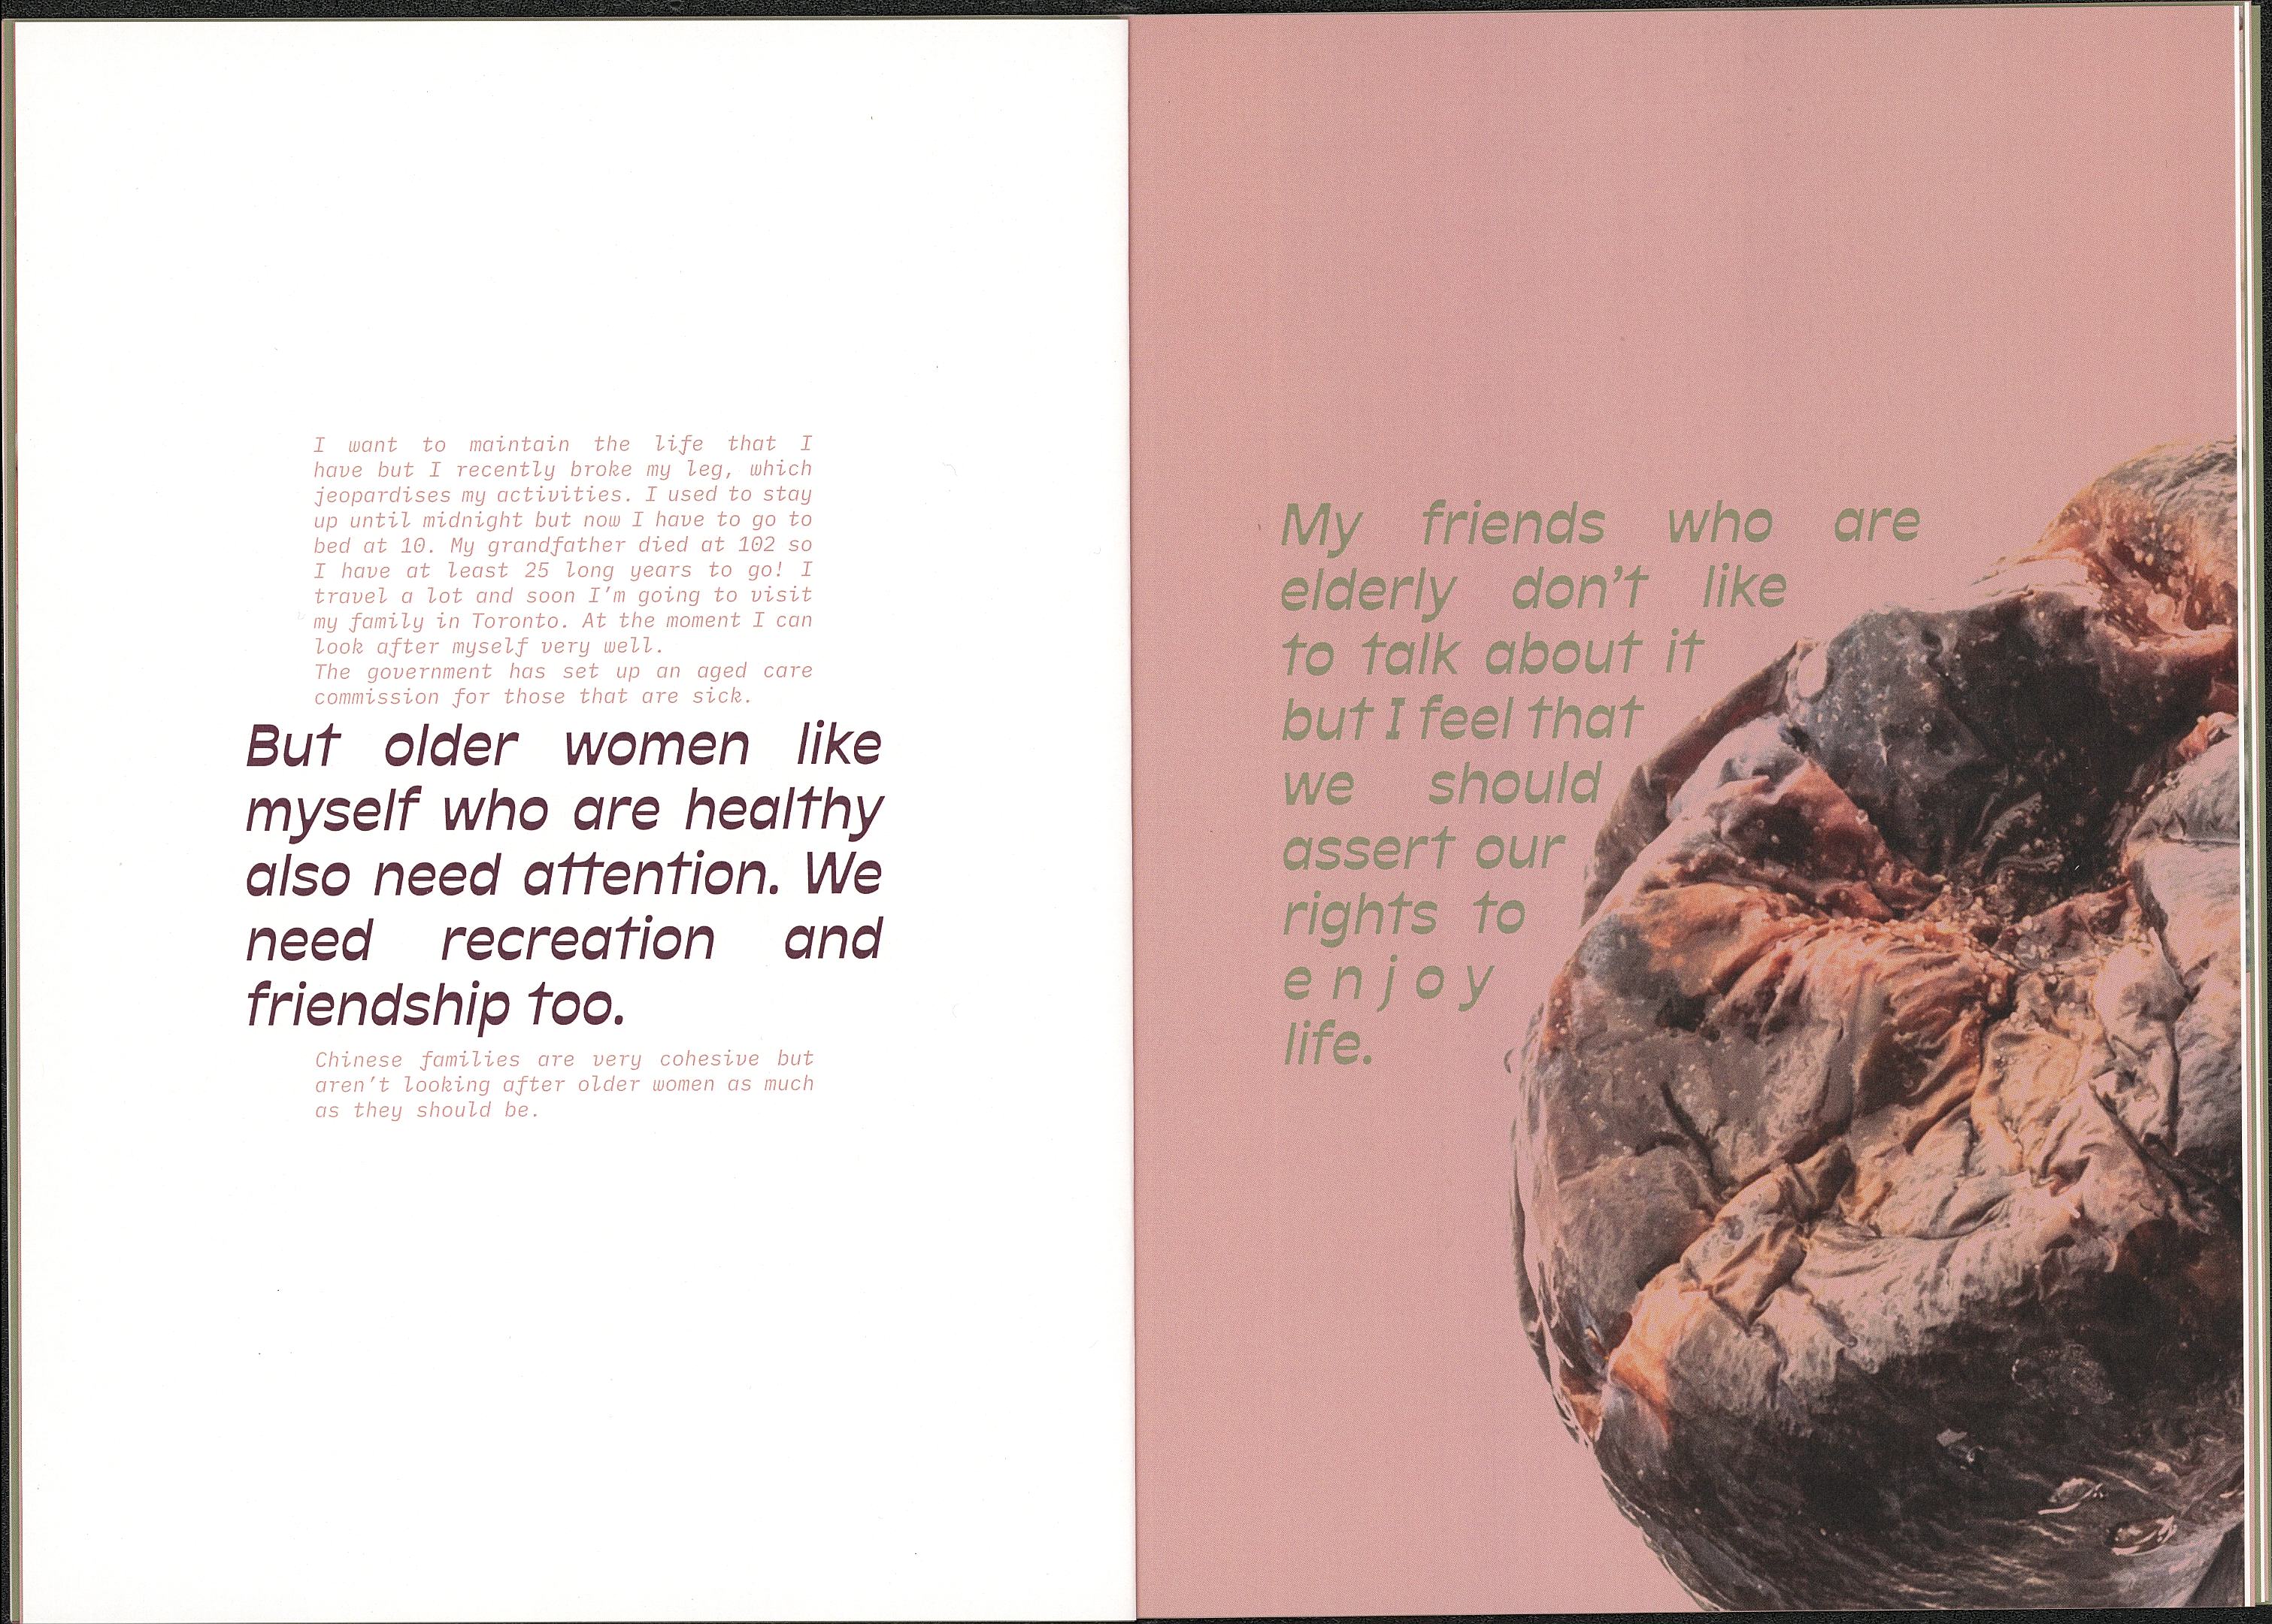 I want to maintain the life that I
have but I recently broke my leg, which
jeopardises my activities. I used to stay
up until midnight but now I have to go to
bed at 10. My grandfather died at 102 so
I have at least 25 long years to go! I
travel a lot and soon I'm going to visit
my family in Toronto. At the moment I can
look after myself very well.
The government has set up an aged care
commission for those that are sick.
But older women like
myself who are healthy
also need attention. We
need recreation and
friendship too.
Chinese families are very cohesive but
aren't looking after older women as much
as they should be.
My friends who are
elderly don't like
to talk about it
but I feel that
we should
assert our
rights to
enjoy
life.